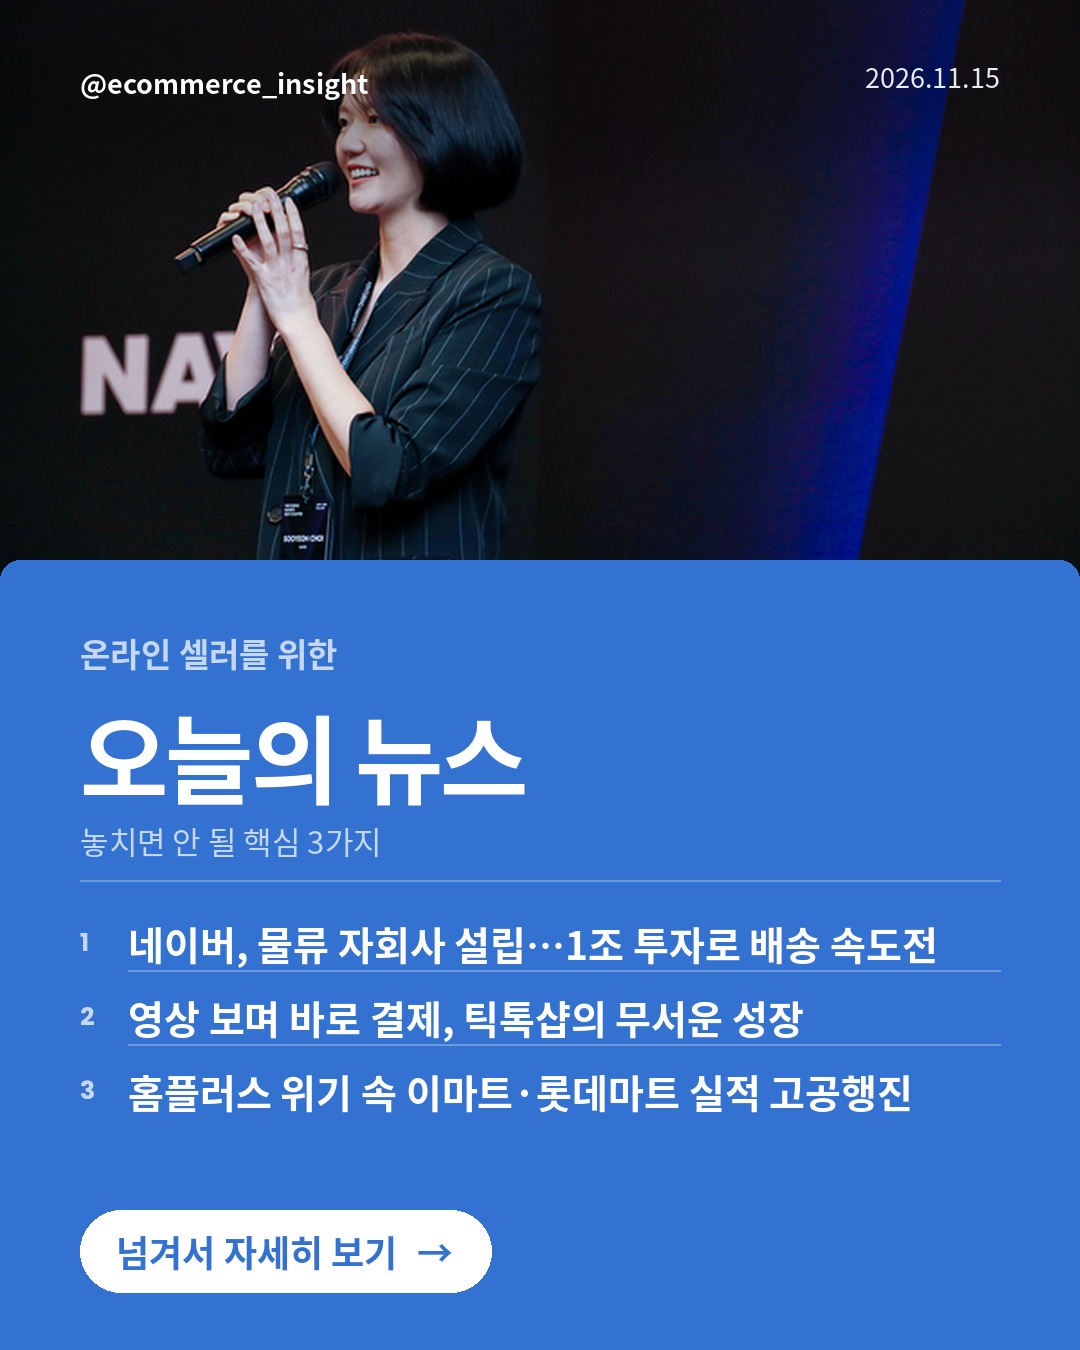 @ecommerce_insight
2026.11.15
NAV
SOOYEON CHOI
온라인 셀러를 위한
오늘의 뉴스
놓치면 안 될 핵심 3가지
1 네이버, 물류 자회사 설립…1조 투자로 배송 속도전
2 영상 보며 바로 결제, 틱톡샵의 무서운 성장
3 홈플러스 위기 속 이마트·롯데마트 실적 고공행진
넘겨서 자세히 보기 →